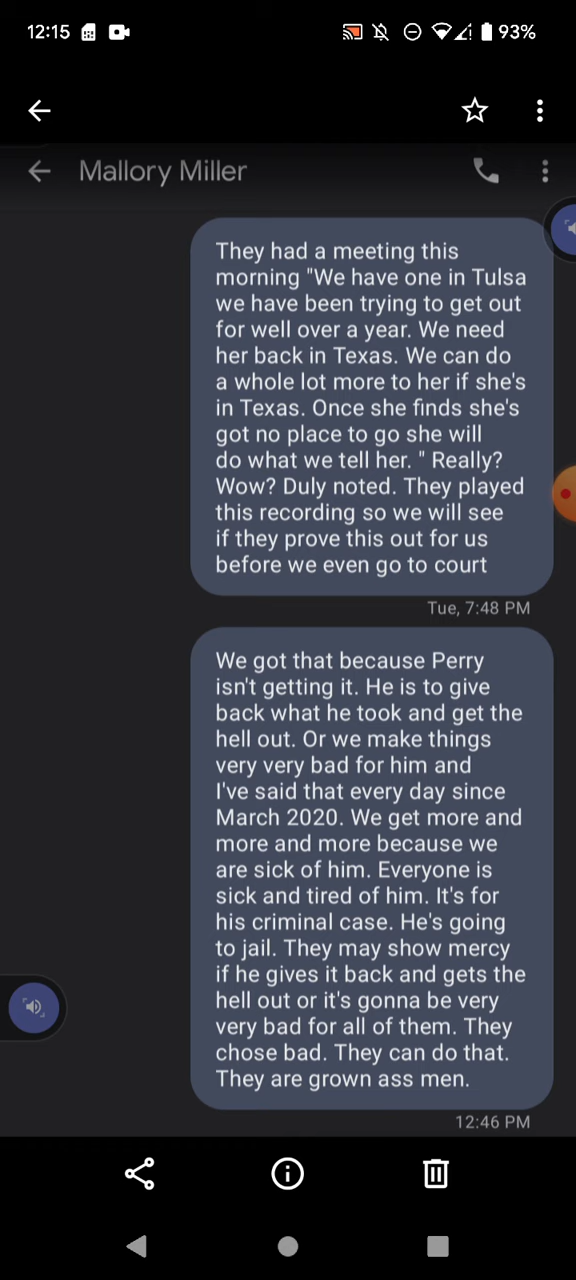 12:15
93%
Mallory Miller
They had a meeting this
morning "We have one in Tulsa
we have been trying to get out
for well over a year. We need
her back in Texas. We can do
a whole lot more to her if she's
in Texas. Once she finds she's
got no place to go she will
do what we tell her. " Really?
Wow? Duly noted. They played
this recording so we will see
if they prove this out for us
before we even go to court
Tue, 7:48 PM
We got that because Perry
isn't getting it. He is to give
back what he took and get the
hell out. Or we make things
very very bad for him and
I've said that every day since
March 2020. We get more and
more and more because we
are sick of him. Everyone is
sick and tired of him. It's for
his criminal case. He's going
to jail. They may show mercy
if he gives it back and gets the
hell out or it's gonna be very
very bad for all of them. They
chose bad. They can do that.
They are grown ass men.
12:46 PM